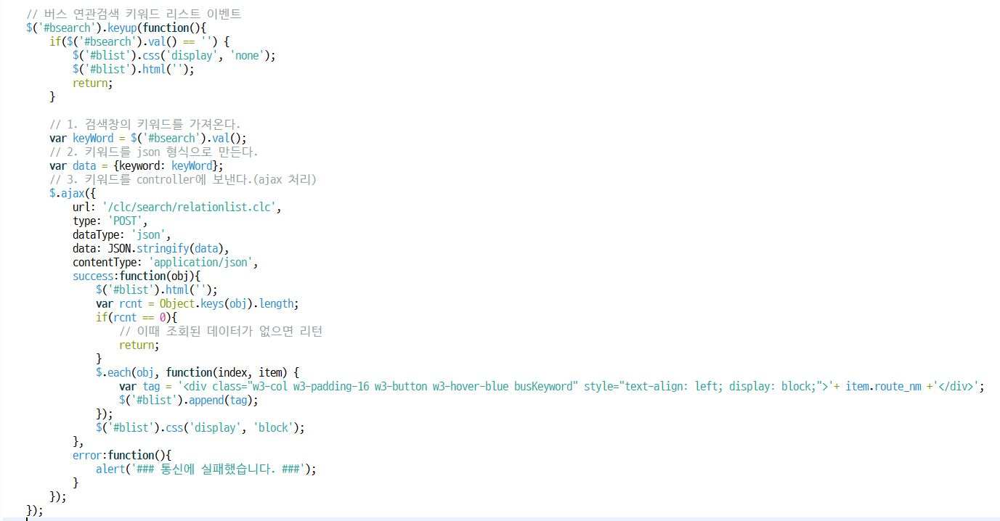 // 버스 연관검색 키워드 리스트 이벤트
$('#bsearch').keyup(function(){
    if($('#bsearch').val() == '') {
        $('#blist').css('display', 'none');
        $('#blist').html('');
        return;
    }

    // 1. 검색창의 키워드를 가져온다.
    var keyWord = $('#bsearch').val();
    // 2. 키워드를 json 형식으로 만든다.
    var data = {keyword: keyWord};
    // 3. 키워드를 controller에 보낸다.(ajax 처리)
    $.ajax({
        url: '/clc/search/relationlist.clc',
        type: 'POST',
        dataType: 'json',
        data: JSON.stringify(data),
        contentType: 'application/json',
        success:function(obj){
            $('#blist').html('');
            var rcnt = Object.keys(obj).length;
            if(rcnt == 0){
                // 이때 조회된 데이터가 없으면 리턴
                return;
            }
            $.each(obj, function(index, item) {
                var tag = '<div class="w3-col w3-padding-16 w3-button w3-hover-blue busKeyword" style="text-align: left; display: block;">'+ item.route_nm +'</div>';
                $('#blist').append(tag);
            });
            $('#blist').css('display', 'block');
        },
        error:function(){
            alert('### 통신에 실패했습니다. ###');
        }
    });
});